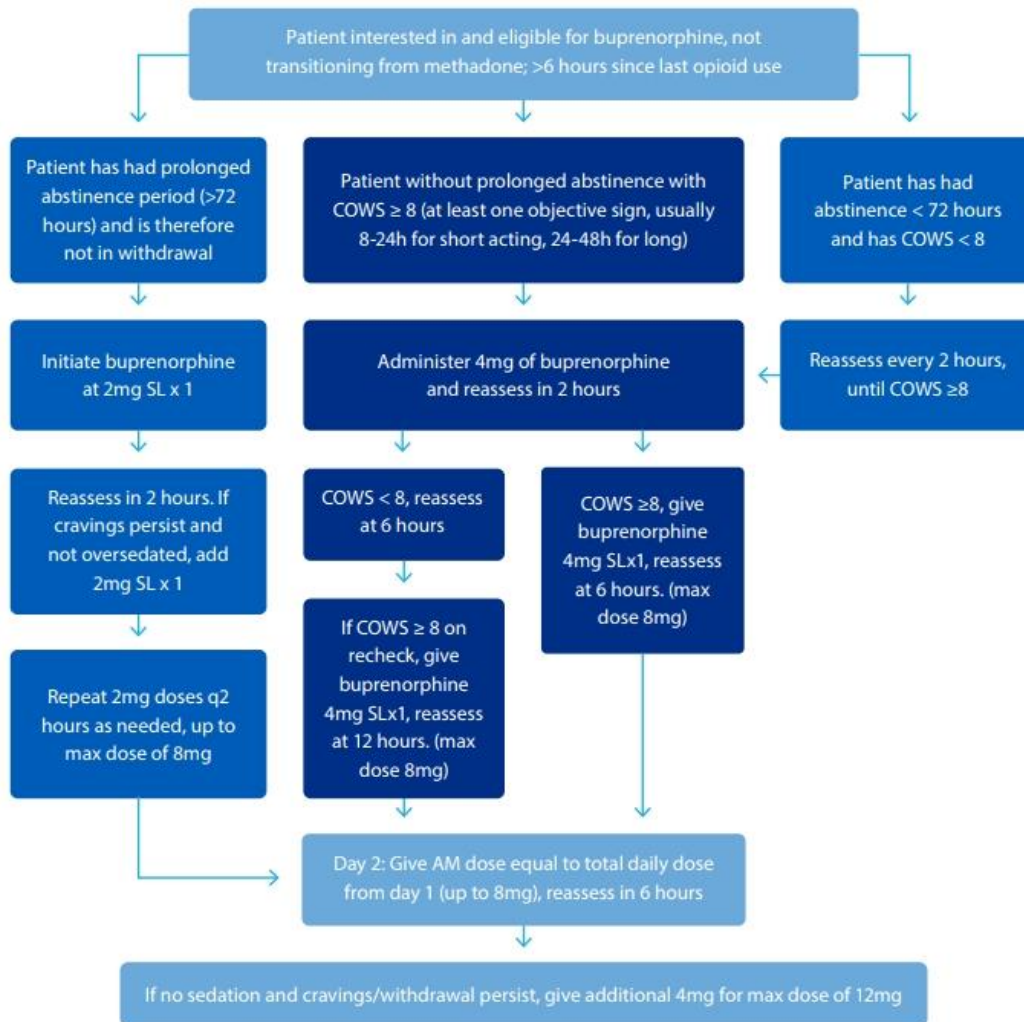 Patient interested in and eligible for buprenorphine, not
transitioning from methadone; >6 hours since last opioid use
Patient has had prolonged
abstinence period (>72
hours) and is therefore
not in withdrawal
Patient without prolonged abstinence with
COWS ≥ 8 (at least one objective sign, usually
8-24h for short acting, 24-48h for long)
Patient has had
abstinence < 72 hours
and has COWS < 8
Initiate buprenorphine
at 2mg SL x 1
Administer 4mg of buprenorphine
and reassess in 2 hours
Reassess every 2 hours,
until COWS ≥8
Reassess in 2 hours. If
cravings persist and
not oversedated, add
2mg SL x 1
COWS < 8, reassess
at 6 hours
COWS ≥8, give
buprenorphine
4mg SLx1, reassess
at 6 hours. (max
dose 8mg)
If COWS ≥ 8 on
recheck, give
buprenorphine
4mg SLx1, reassess
at 12 hours. (max
dose 8mg)
Repeat 2mg doses q2
hours as needed, up to
max dose of 8mg
Day 2: Give AM dose equal to total daily dose
from day 1 (up to 8mg), reassess in 6 hours
If no sedation and cravings/withdrawal persist, give additional 4mg for max dose of 12mg